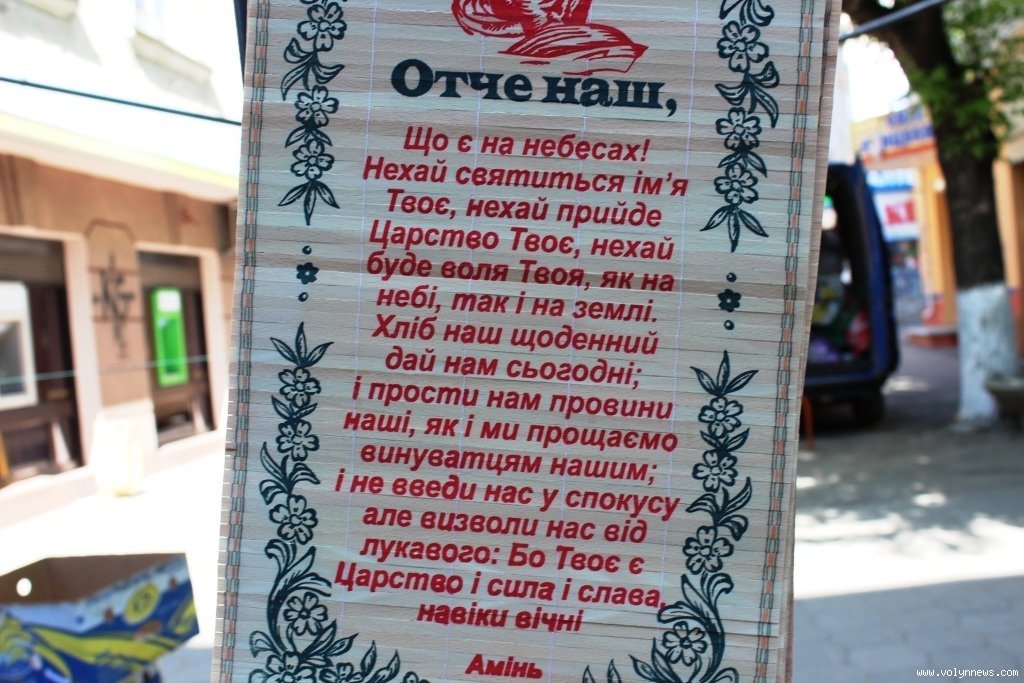 Отче наш,
Що є на небесах!
Нехай святиться ім’я
Твоє, нехай прийде
Царство Твоє, нехай
буде воля Твоя, як на
небі, так і на землі.
Хліб наш щоденний
дай нам сьогодні;
і прости нам провини
наші, як і ми прощаємо
винуватцям нашим;
і не введи нас у спокусу
але визволи нас від
лукавого: Бо Твоє є
Царство і сила і слава,
навіки вічні
Амінь
www.volynnews.com